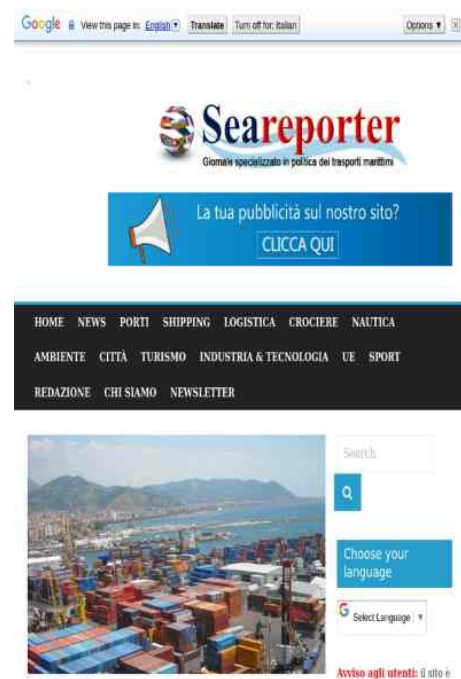 Google View this page in: English Translate Turn off for: Italian Options
Seareporter
Giornale specializzato in politica dei trasporti marittimi
La tua pubblicità sul nostro sito?
CLICCA QUI
HOME NEWS PORTI SHIPPING LOGISTICA CROCIERE NAUTICA
AMBIENTE CITTÀ TURISMO INDUSTRIA & TECNOLOGIA UE SPORT
REDAZIONE CHI SIAMO NEWSLETTER
Search
Choose your
language
G Select Language
Avviso agli utenti: il sito è